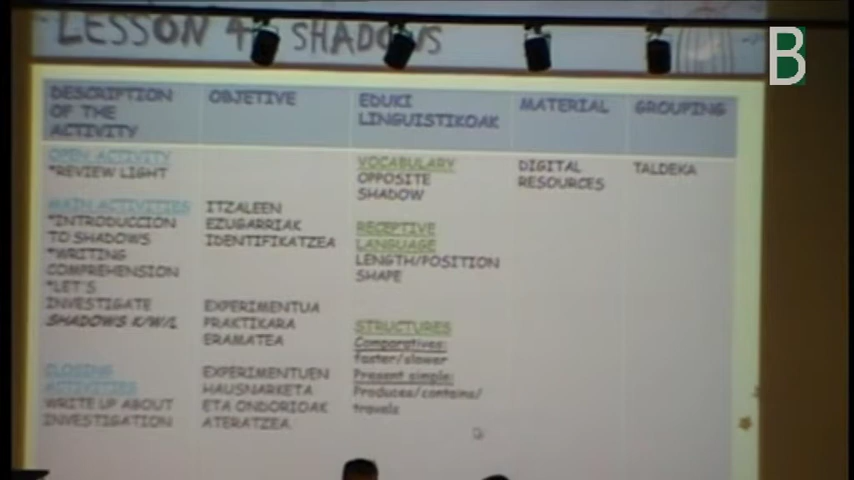 LESSON 4: SHADOWS
B
DESCRIPTION
OF THE
ACTIVITY
OBJETIVE
EDUKI
LINGUISTIKOAK
MATERIAL
GROUPING
OPEN ACTIVITY
*REVIEW LIGHT
VOCABULARY
OPPOSITE
SHADOW
DIGITAL
RESOURCES
TALDEKA
MAIN ACTIVITIES
*INTRODUCCION
TO SHADOWS
*WRITING
COMPREHENSION
*LET'S
INVESTIGATE
SHADOWS K/W/L
ITZALEEN
EZUGARRIAK
IDENTIFIKATZEA
RECEPTIVE
LANGUAGE
LENGTH/POSITION
SHAPE
EXPERIMENTUA
PRAKTIKARA
ERAMATEA
STRUCTURES
Comparatives:
faster/slower
Present simple:
Produces/contains/
travels
CLOSING
ACTIVITIES
WRITE UP ABOUT
INVESTIGATION
EXPERIMENTUEN
HAUSNARKETA
ETA ONDORIOAK
ATERATZEA